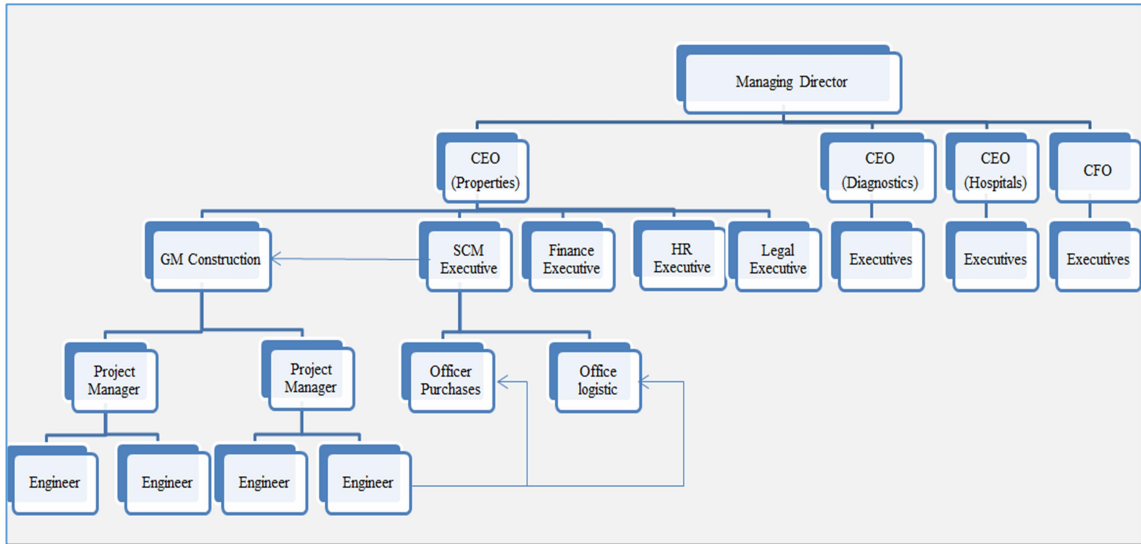 Managing Director
CEO
(Properties)
CEO
(Diagnostics)
CEO
(Hospitals)
CFO
GM Construction
SCM
Executive
Finance
Executive
HR
Executive
Legal
Executive
Executives
Executives
Executives
Project
Manager
Project
Manager
Officer
Purchases
Office
logistic
Engineer
Engineer
Engineer
Engineer